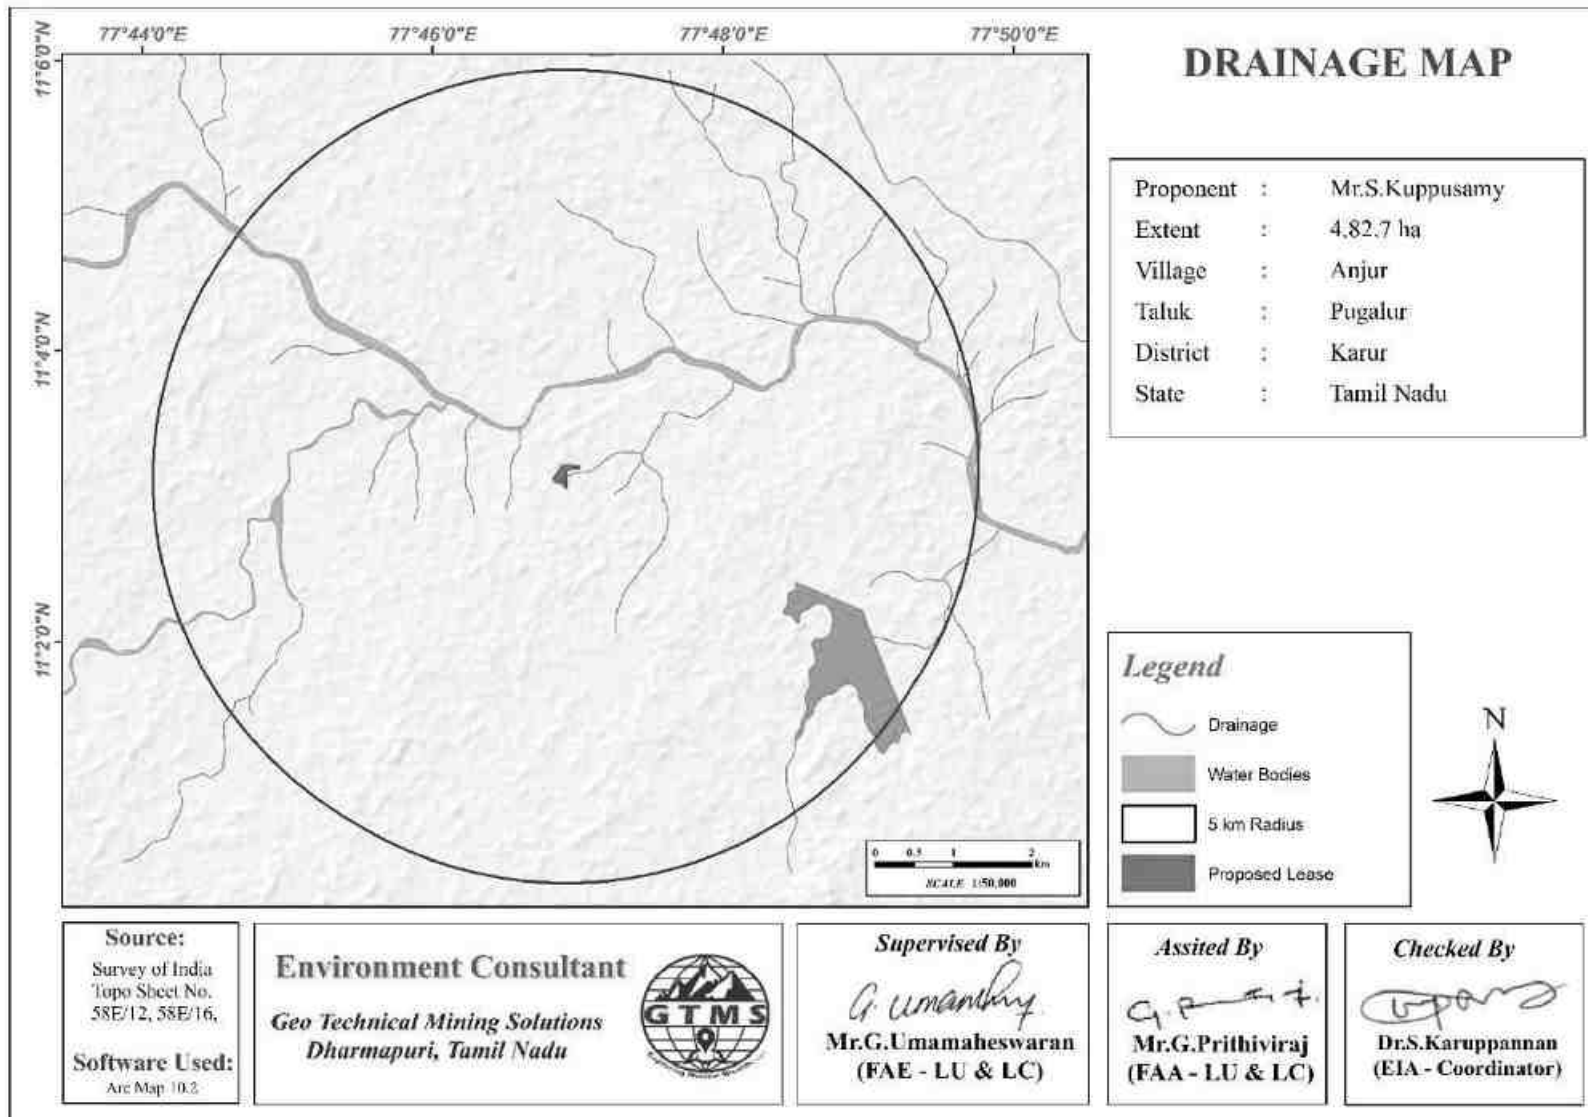 77°44'0"E 77°46'0"E 77°48'0"E 77°50'0"E
11°6'0"N
11°4'0"N
11°2'0"N
DRAINAGE MAP
Proponent : Mr.S.Kuppusamy
Extent : 4,82.7 ha
Village : Anjur
Taluk : Pugalur
District : Karur
State : Tamil Nadu
Legend
Drainage
Water Bodies
5 km Radius
Proposed Lease
N
0 0.5 1 2
km
SCALE 1:50,000
Source:
Survey of India
Topo Sheet No.
58E/12, 58E/16,
Software Used:
Arc Map 10.2
Environment Consultant
Geo Technical Mining Solutions
Dharmapuri, Tamil Nadu
GTMS
Supervised By
G. Umamhy
Mr.G.Umamaheswaran
(FAE - LU & LC)
Assited By
Mr.G.Prithiviraj
(FAA - LU & LC)
Checked By
Dr.S.Karuppannan
(EIA - Coordinator)